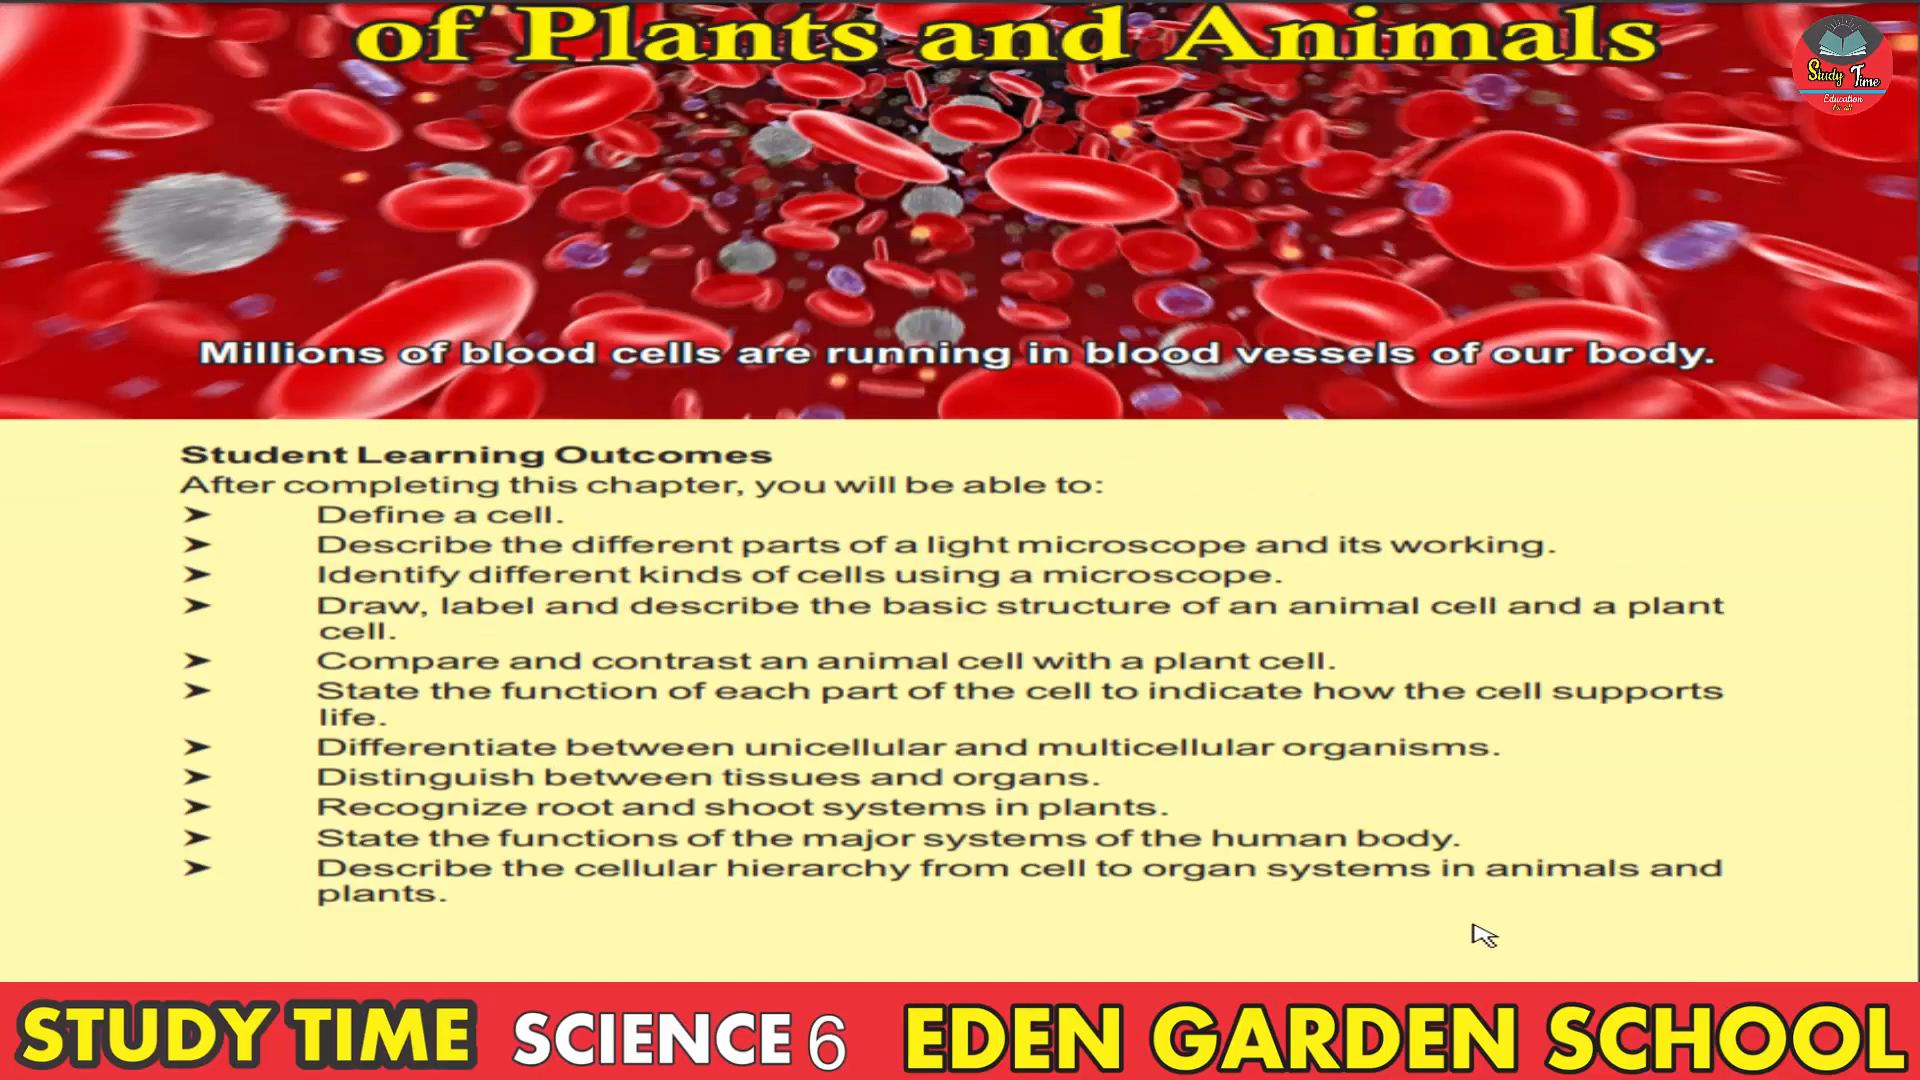 of Plants and Animals
Study Time
Education
for all
Millions of blood cells are running in blood vessels of our body.
Student Learning Outcomes
After completing this chapter, you will be able to:
➤ Define a cell.
➤ Describe the different parts of a light microscope and its working.
➤ Identify different kinds of cells using a microscope.
➤ Draw, label and describe the basic structure of an animal cell and a plant
cell.
➤ Compare and contrast an animal cell with a plant cell.
➤ State the function of each part of the cell to indicate how the cell supports
life.
➤ Differentiate between unicellular and multicellular organisms.
➤ Distinguish between tissues and organs.
➤ Recognize root and shoot systems in plants.
➤ State the functions of the major systems of the human body.
➤ Describe the cellular hierarchy from cell to organ systems in animals and
plants.
STUDY TIME SCIENCE 6 EDEN GARDEN SCHOOL